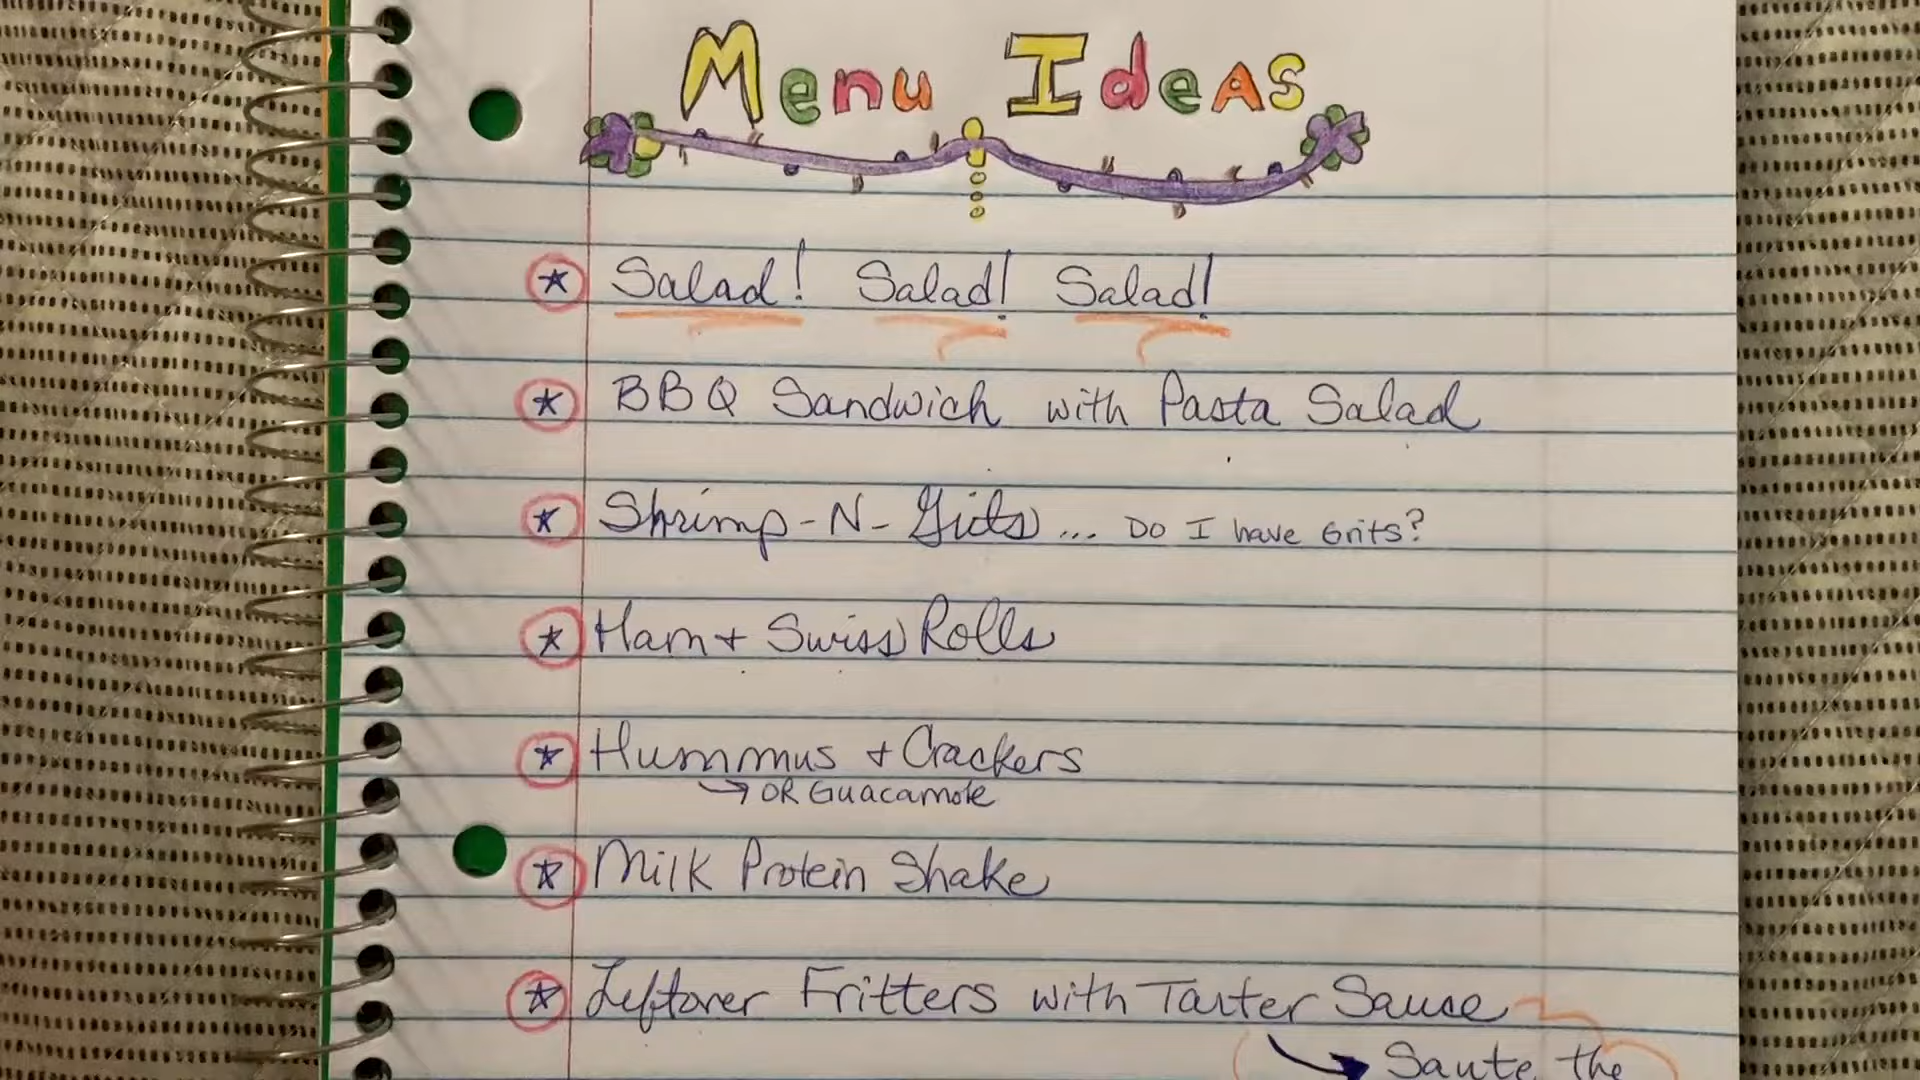 Menu Ideas
Salad! Salad! Salad!
BBQ Sandwich with Pasta Salad
Shrimp-N-Grits... Do I have Grits?
Ham + Swiss Rolls
Hummus + Crackers
→ OR Guacamole
Milk Protein Shake
Leftover Fritters with Tarter Sauce
→ Saute the